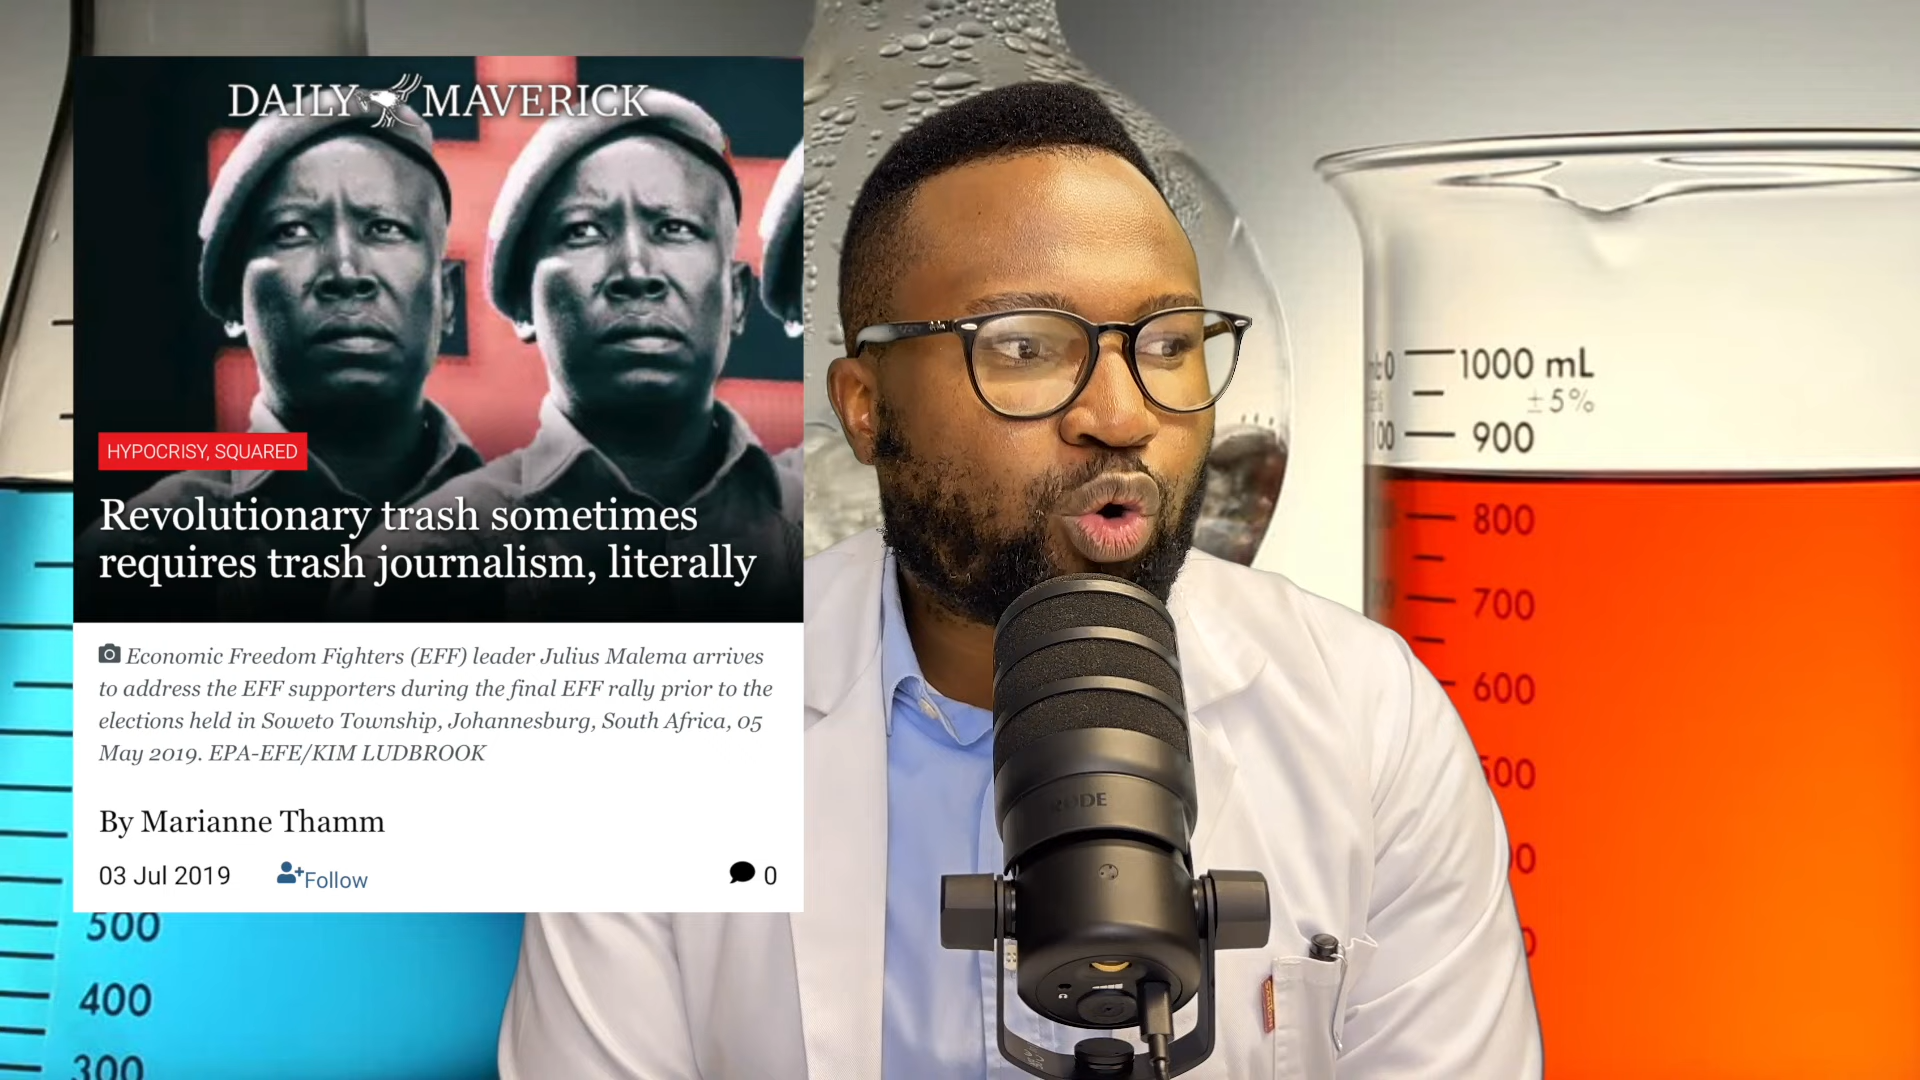 DAILY MAVERICK
HYPOCRISY, SQUARED
Revolutionary trash sometimes
requires trash journalism, literally
Economic Freedom Fighters (EFF) leader Julius Malema arrives
to address the EFF supporters during the final EFF rally prior to the
elections held in Soweto Township, Johannesburg, South Africa, 05
May 2019. EPA-EFE/KIM LUDBROOK
By Marianne Thamm
03 Jul 2019
Follow
0
500
400
300
1000 mL
±5%
900
800
700
600
500
RODE